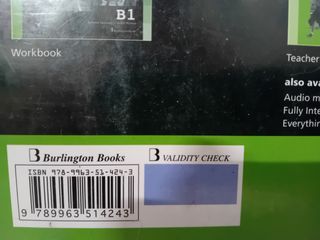 B1
Workbook
Teacher
also ava
Audio m
Fully Inte
Everythin
B Burlington Books
B VALIDITY CHECK
ISBN 978-9963-51-424-3
9 789963 514243